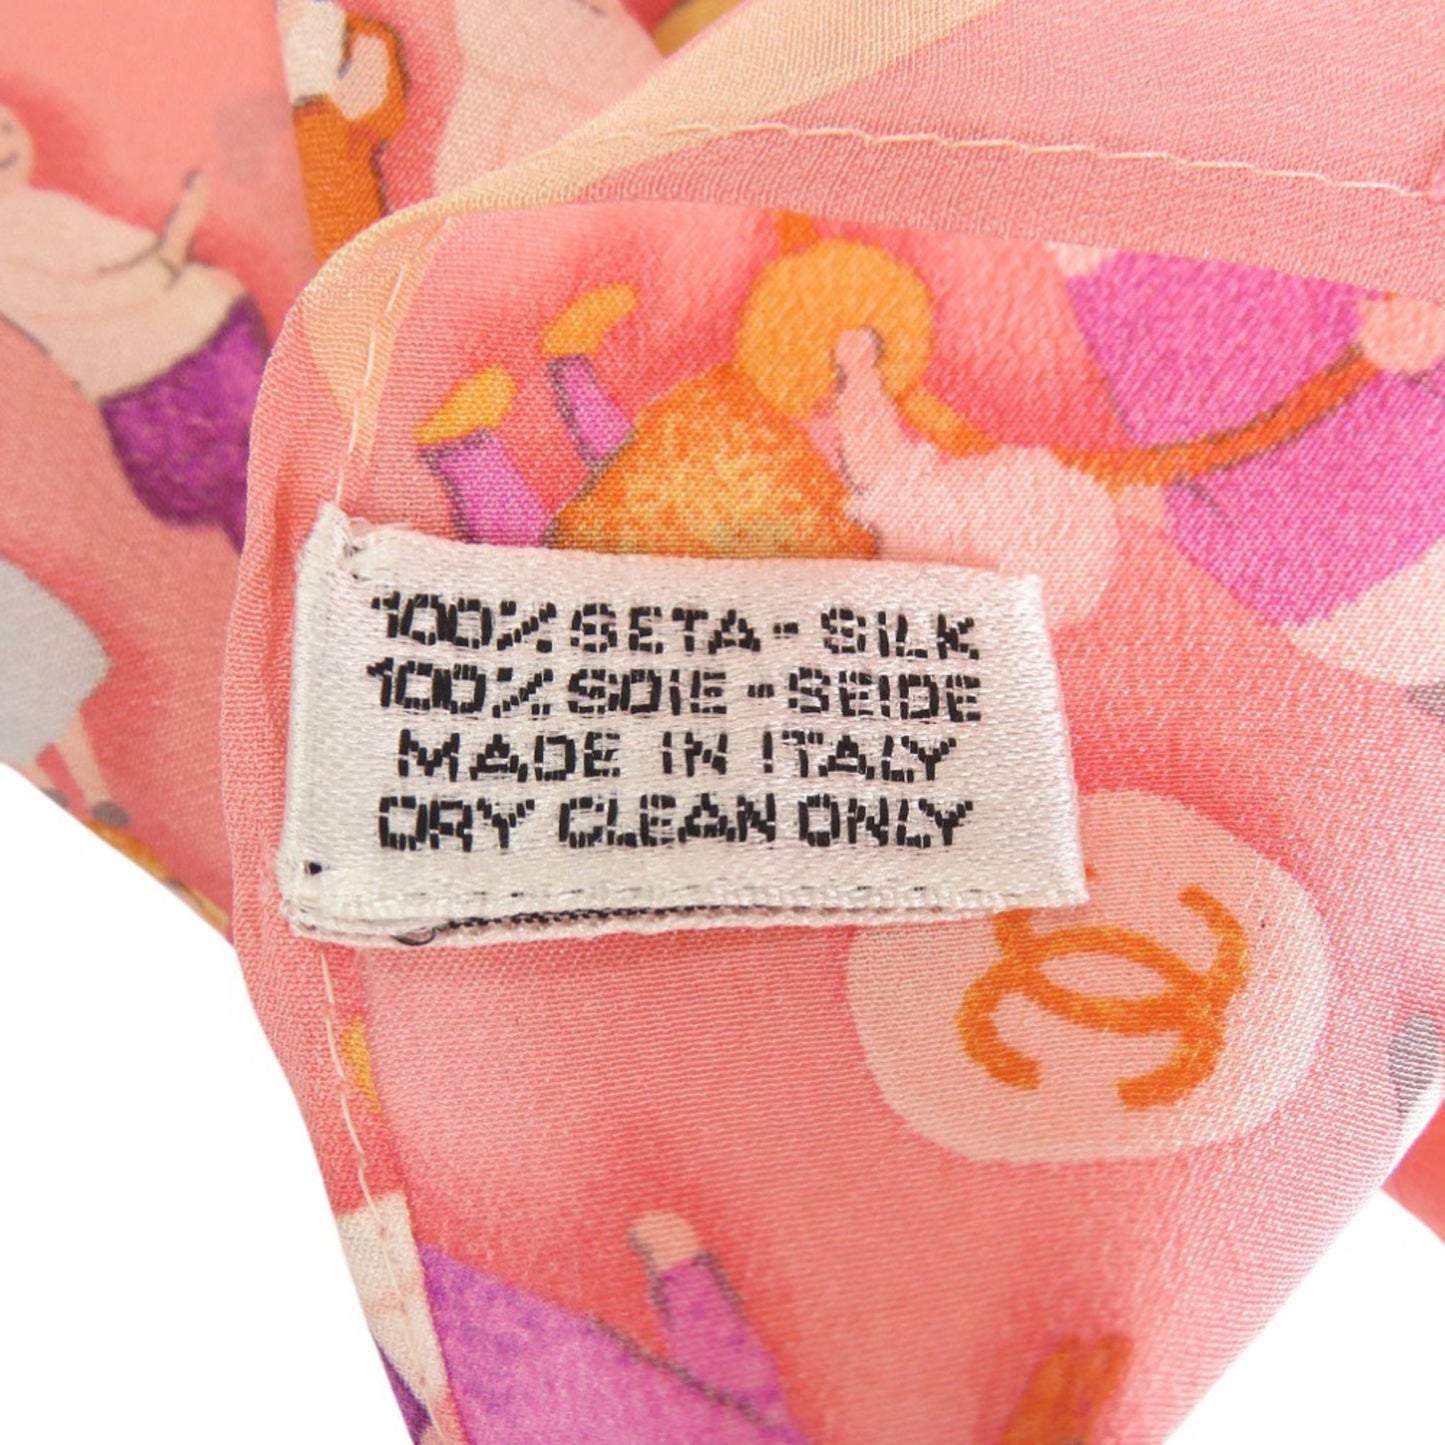 100% SETA - SILK
100% SOIE - SEIDE
MADE IN ITALY
DRY CLEAN ONLY